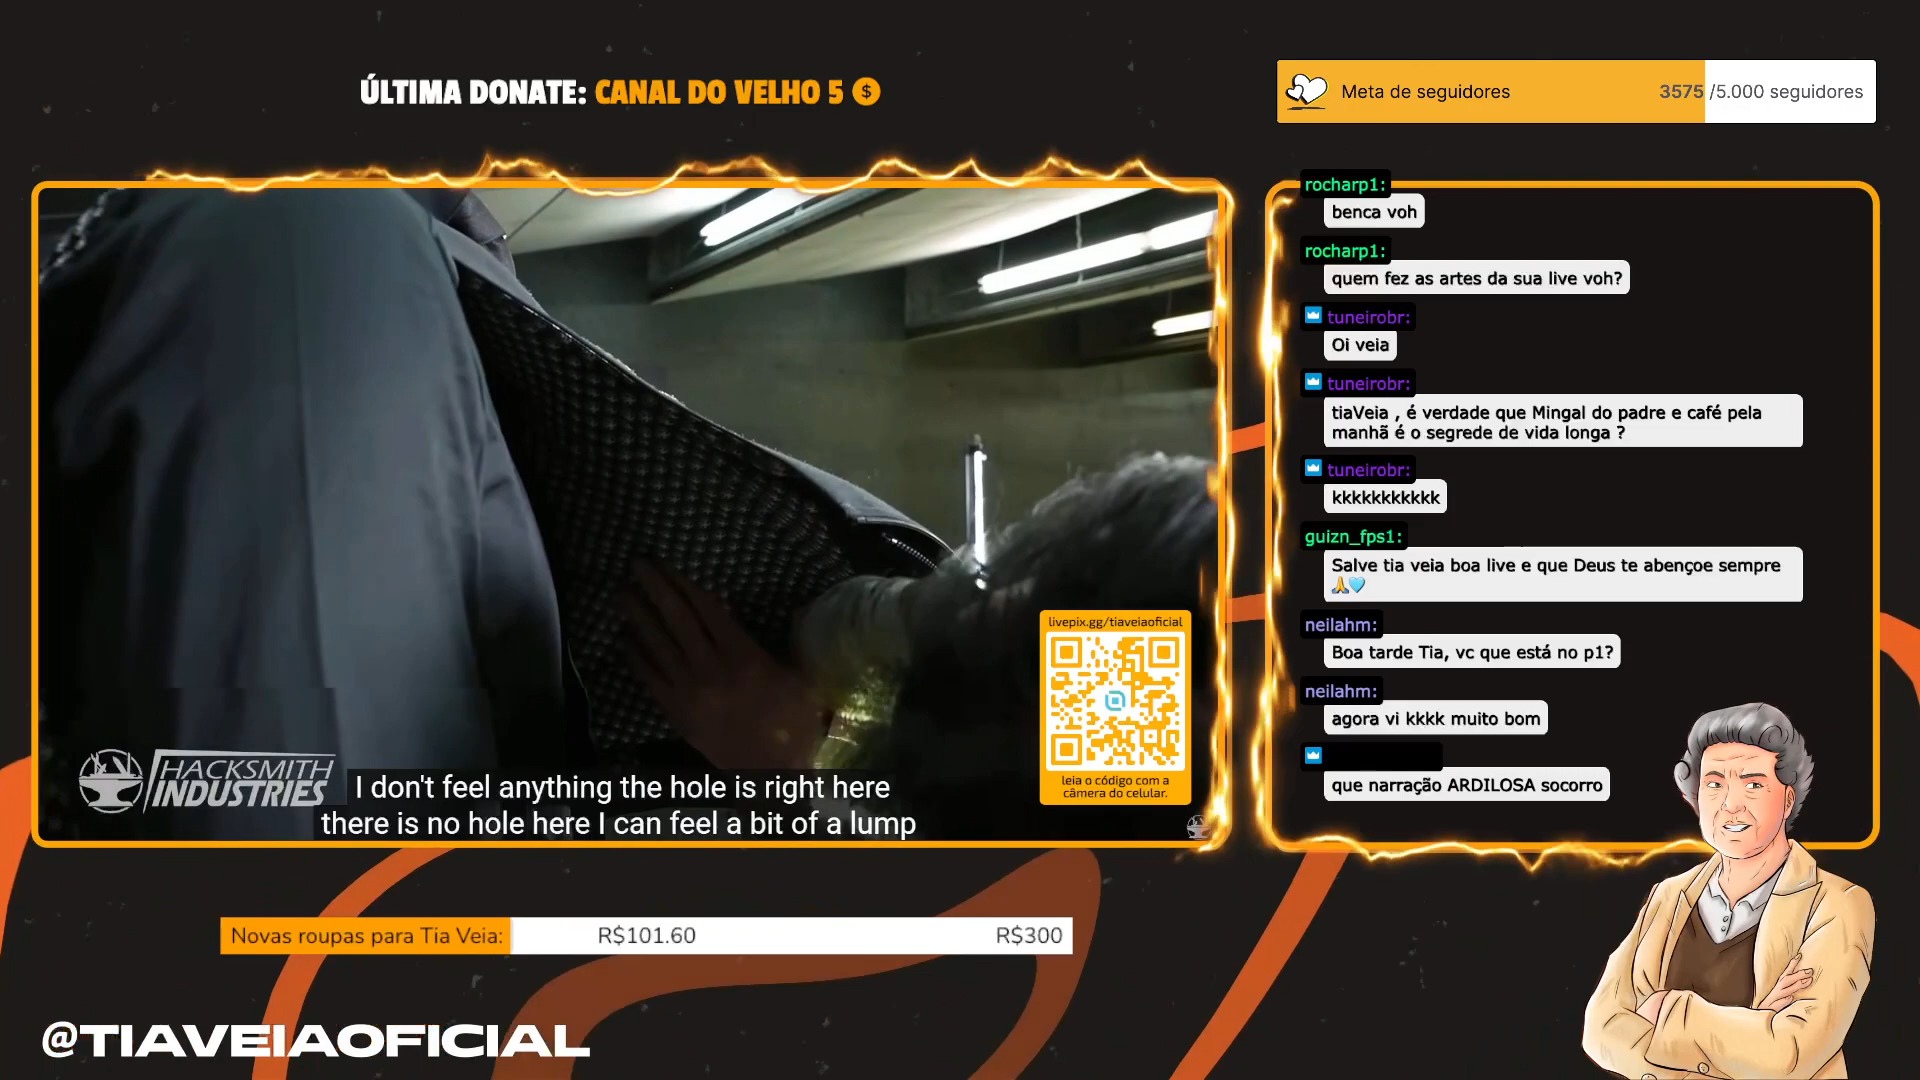 ÚLTIMA DONATE: CANAL DO VELHO 5 $
Meta de seguidores 3575 /5.000 seguidores
rocharp1:
benca voh
rocharp1:
quem fez as artes da sua live voh?
tuneirobr:
Oi veia
tuneirobr:
tiaVeia , é verdade que Mingal do padre e café pela
manhã é o segrede de vida longa ?
tuneirobr:
kkkkkkkkkkk
guizn_fps1:
Salve tia veia boa live e que Deus te abençoe sempre
🙏🩵
neilahm:
Boa tarde Tia, vc que está no p1?
neilahm:
agora vi kkkk muito bom
que narração ARDILOSA socorro
livepix.gg/tiaveiaoficial
leia o código com a
câmera do celular.
HACKSMITH
INDUSTRIES
I don't feel anything the hole is right here
there is no hole here I can feel a bit of a lump
Novas roupas para Tia Veia: R$101.60 R$300
@TIAVEIAOFICIAL